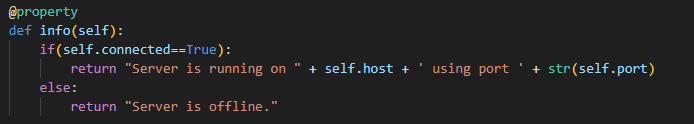 @property
def info(self):
    if(self.connected==True):
        return "Server is running on " + self.host + ' using port ' + str(self.port)
    else:
        return "Server is offline."